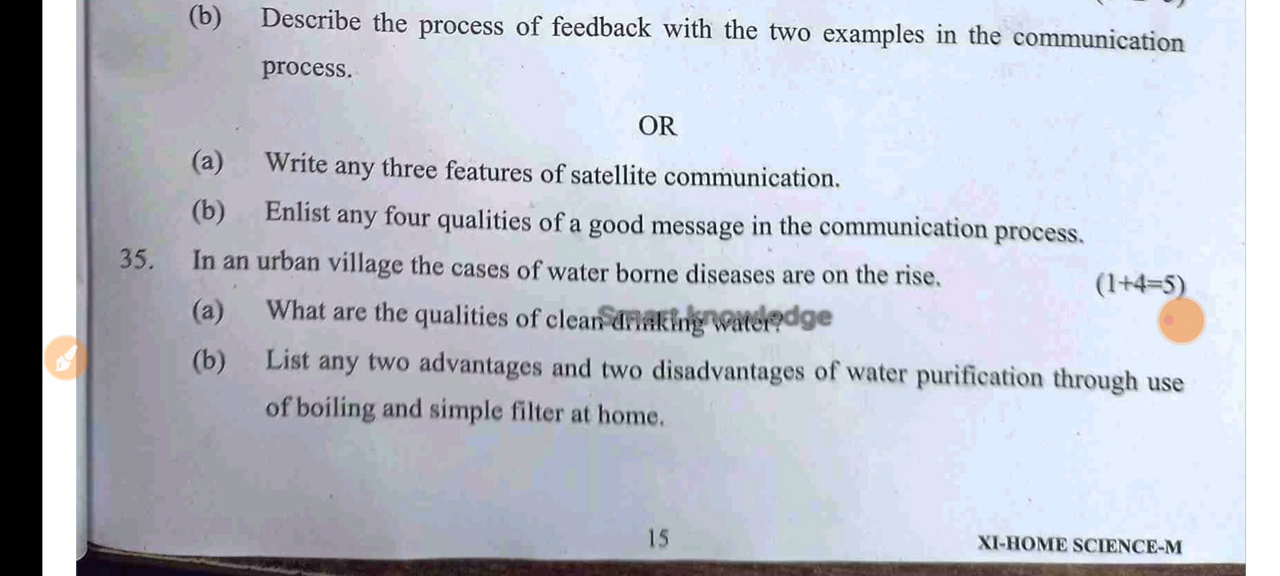 (b) Describe the process of feedback with the two examples in the communication
process.
OR
(a) Write any three features of satellite communication.
(b) Enlist any four qualities of a good message in the communication process.
35. In an urban village the cases of water borne diseases are on the rise. (1+4=5)
(a) What are the qualities of clean drinking water?
Smart knowledge
(b) List any two advantages and two disadvantages of water purification through use
of boiling and simple filter at home.
15 XI-HOME SCIENCE-M